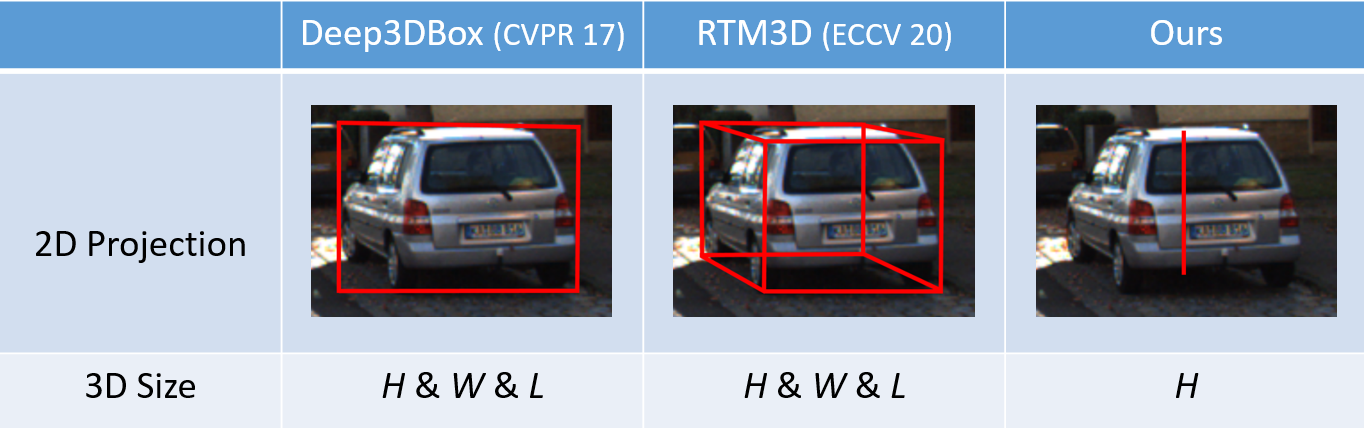 Deep3DBox (CVPR 17) RTM3D (ECCV 20) Ours
2D Projection
3D Size H & W & L H & W & L H